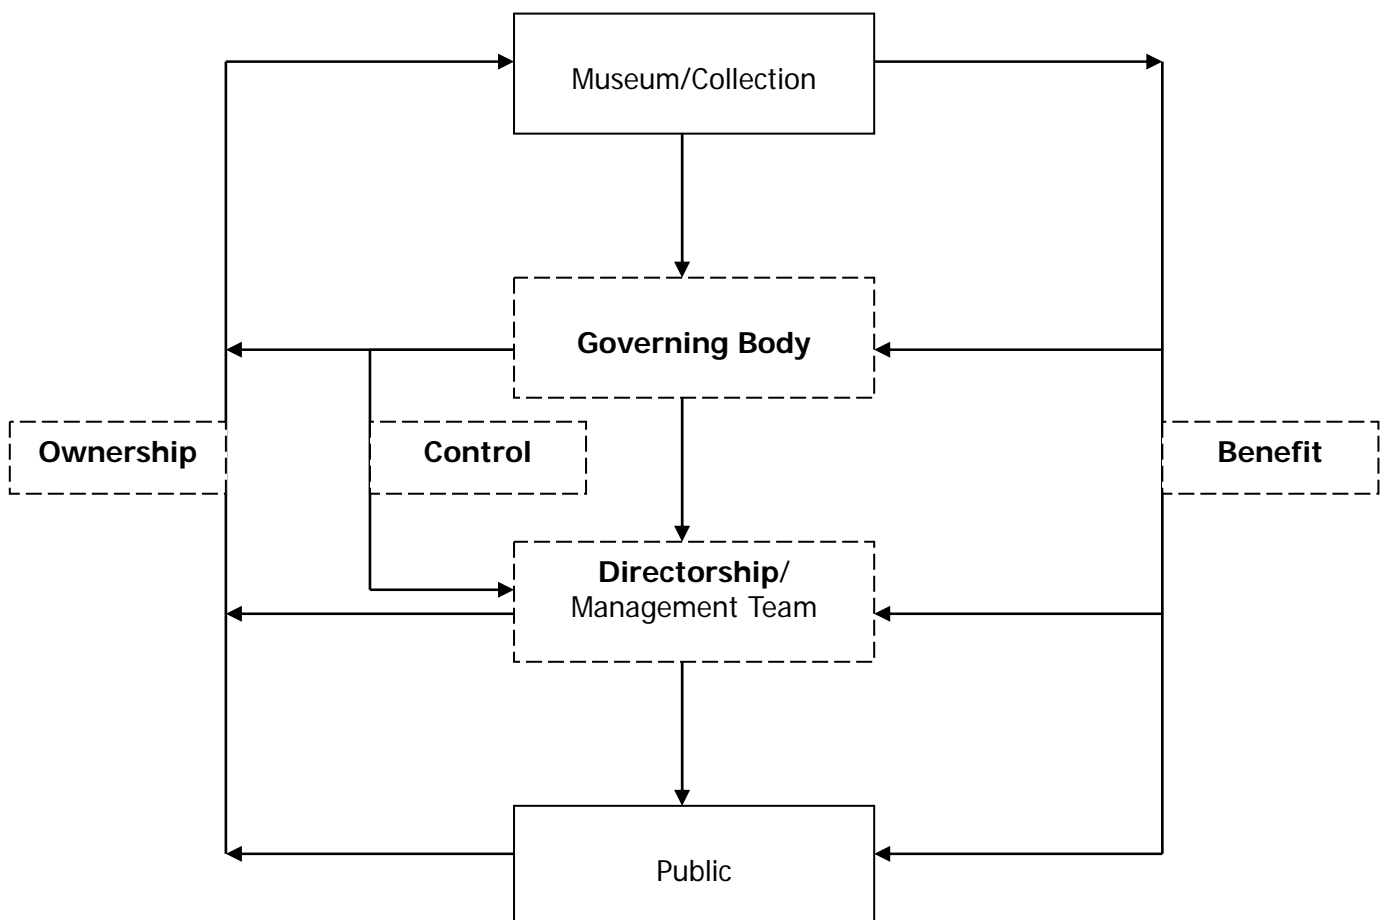 Museum/Collection
Governing Body
Ownership
Control
Benefit
Directorship/
Management Team
Public